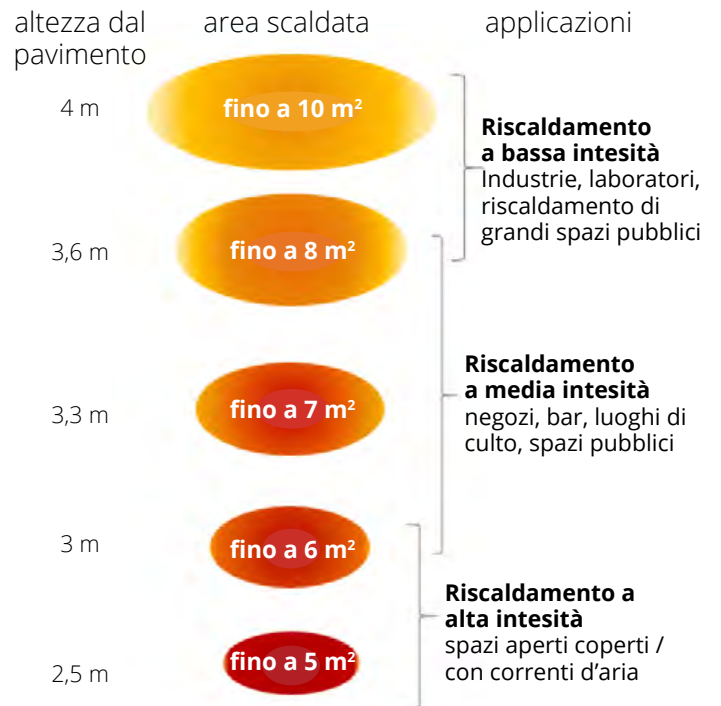 altezza dal
pavimento
area scaldata
applicazioni
4 m
fino a 10 m²
Riscaldamento
a bassa intesità
Industrie, laboratori,
riscaldamento di
grandi spazi pubblici
3,6 m
fino a 8 m²
Riscaldamento
a media intesità
negozi, bar, luoghi di
culto, spazi pubblici
3,3 m
fino a 7 m²
3 m
fino a 6 m²
Riscaldamento a
alta intesità
spazi aperti coperti /
con correnti d'aria
2,5 m
fino a 5 m²